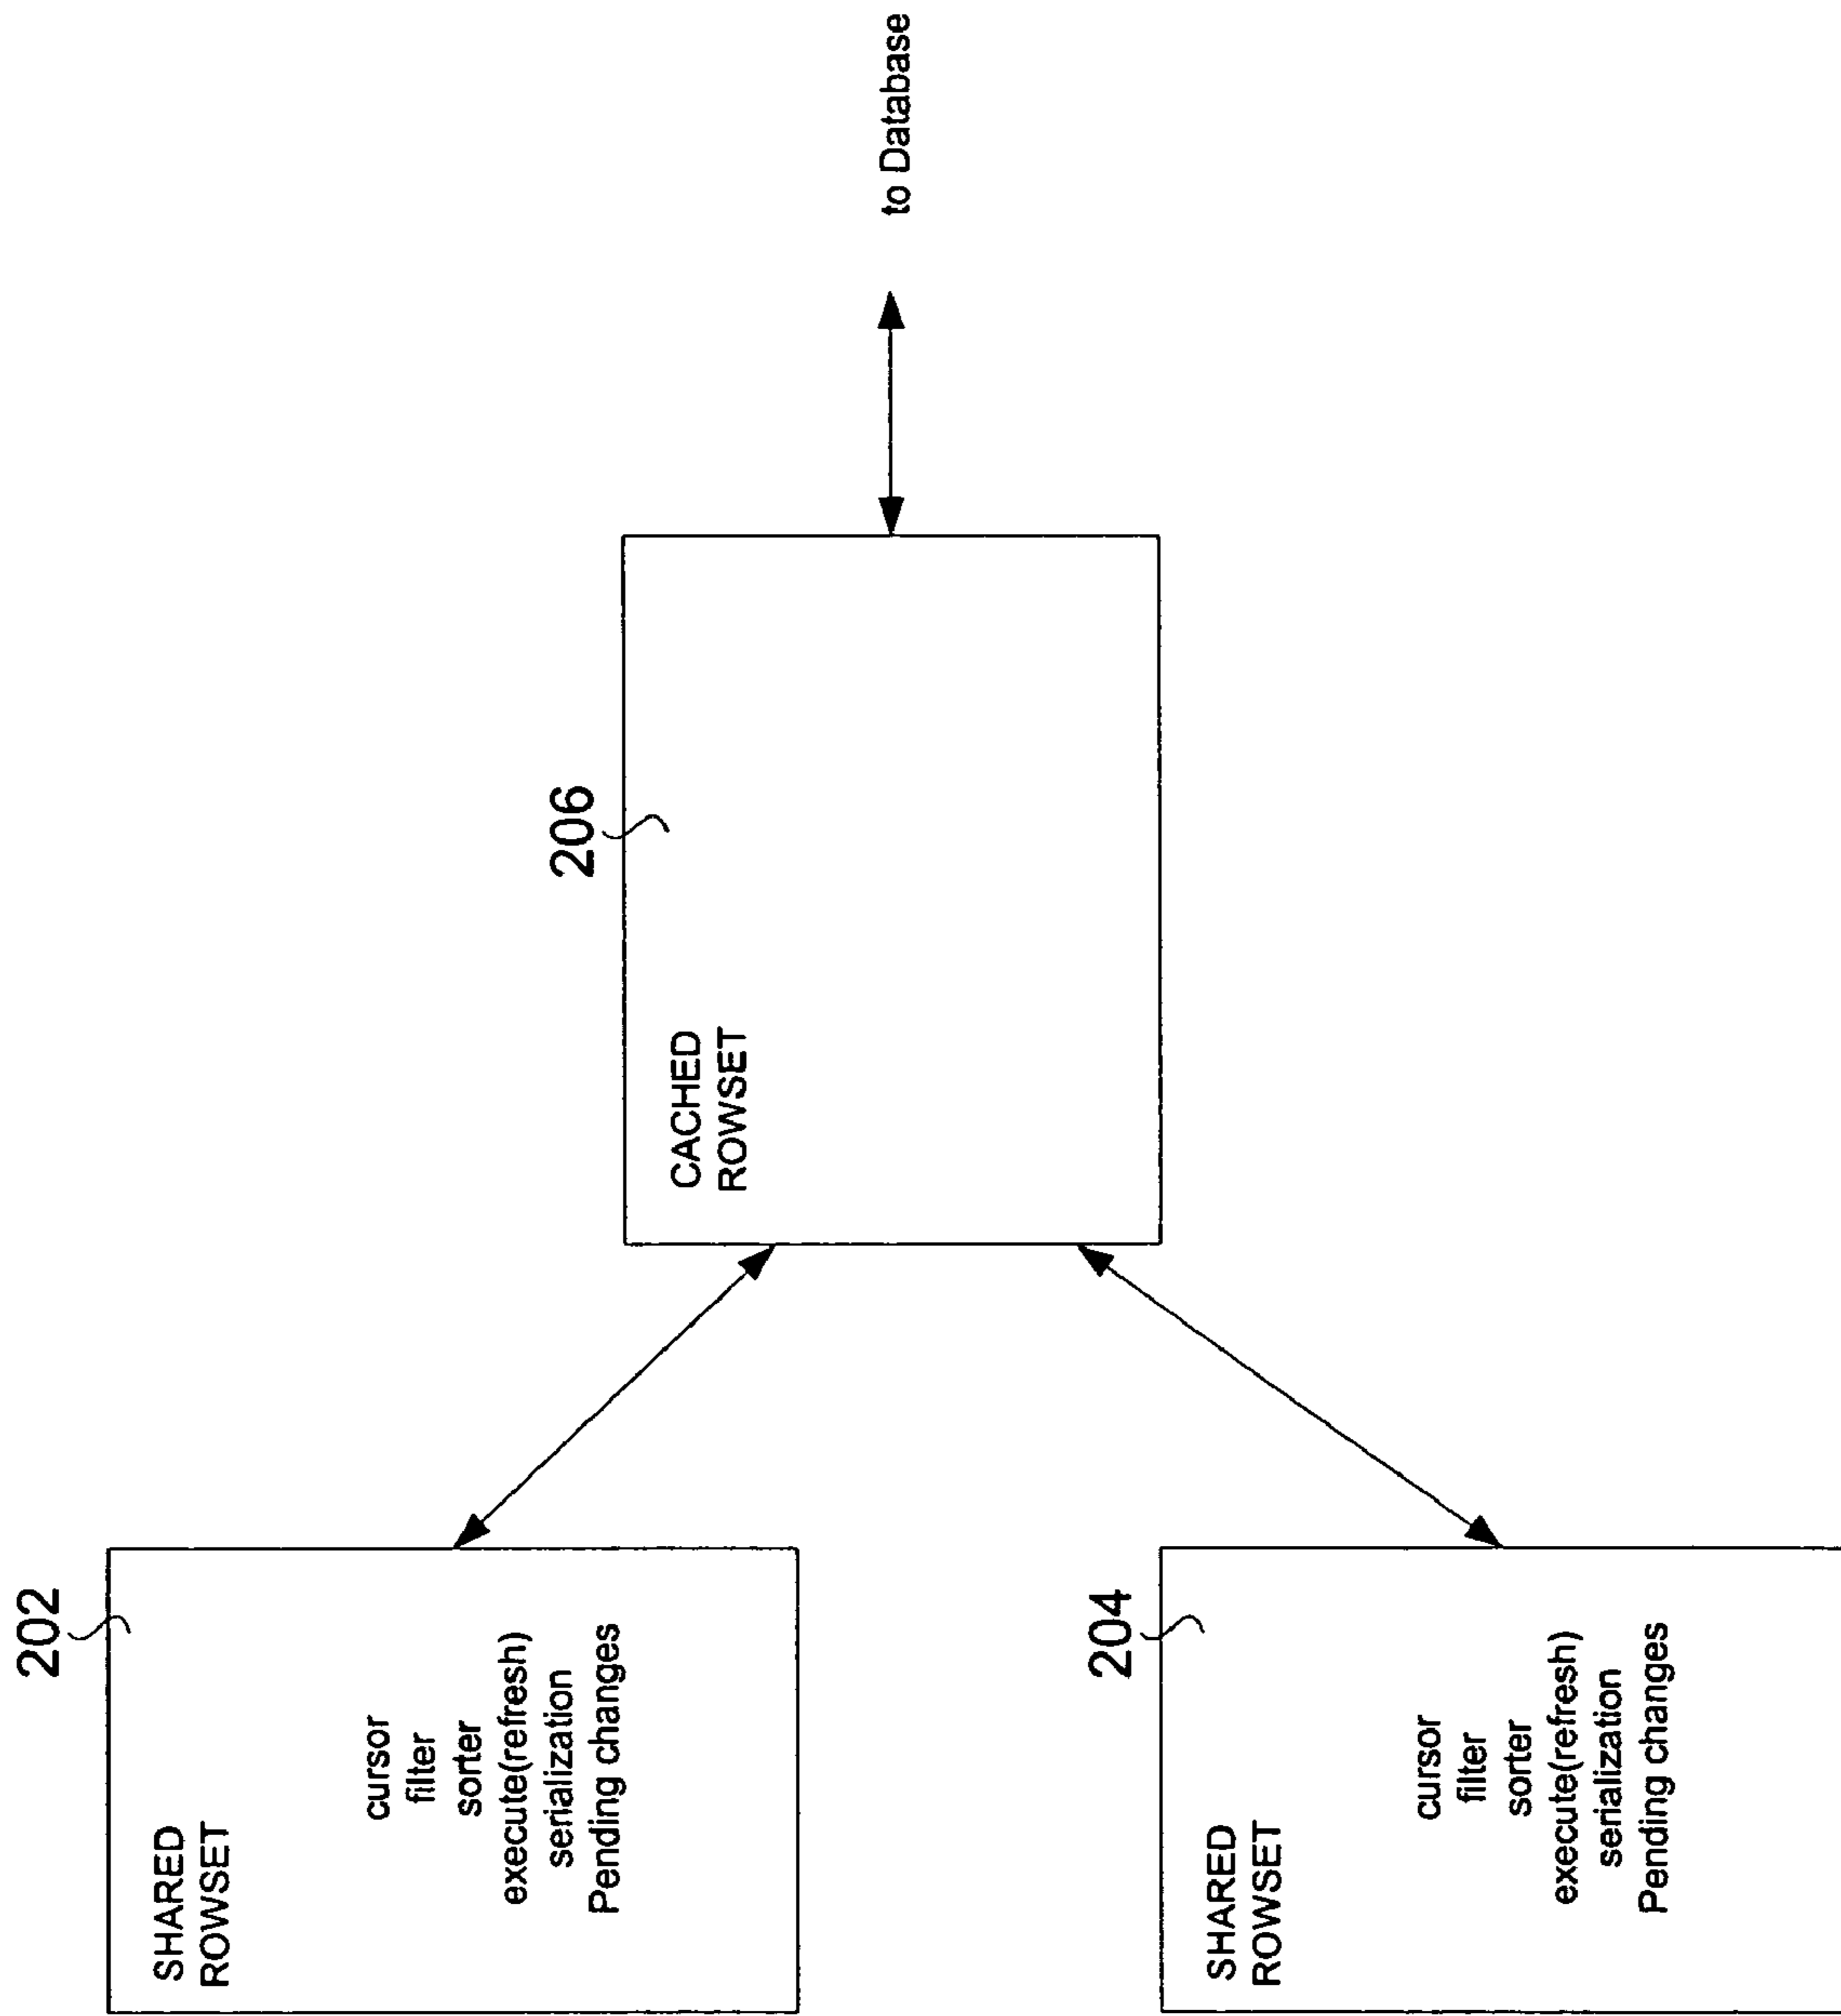 202
SHARED
ROWSET
cursor
filter
sorter
execute(refresh)
serialization
Pending changes
204
SHARED
ROWSET
cursor
filter
sorter
execute(refresh)
serialization
Pending changes
206
CACHED
ROWSET
to Database